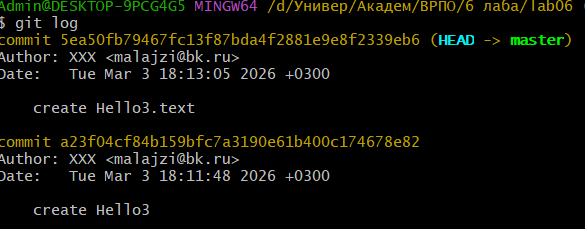 Admin@DESKTOP-9PCG4G5 MINGW64 /d/Универ/Академ/ВРПО/6 лаба/lab06 (
$ git log
commit 5ea50fb79467fc13f87bda4f2881e9e8f2339eb6 (HEAD -> master)
Author: XXX <malajzi@bk.ru>
Date:   Tue Mar 3 18:13:05 2026 +0300
    create Hello3.text
commit a23f04cf84b159bfc7a3190e61b400c174678e82
Author: XXX <malajzi@bk.ru>
Date:   Tue Mar 3 18:11:48 2026 +0300
    create Hello3